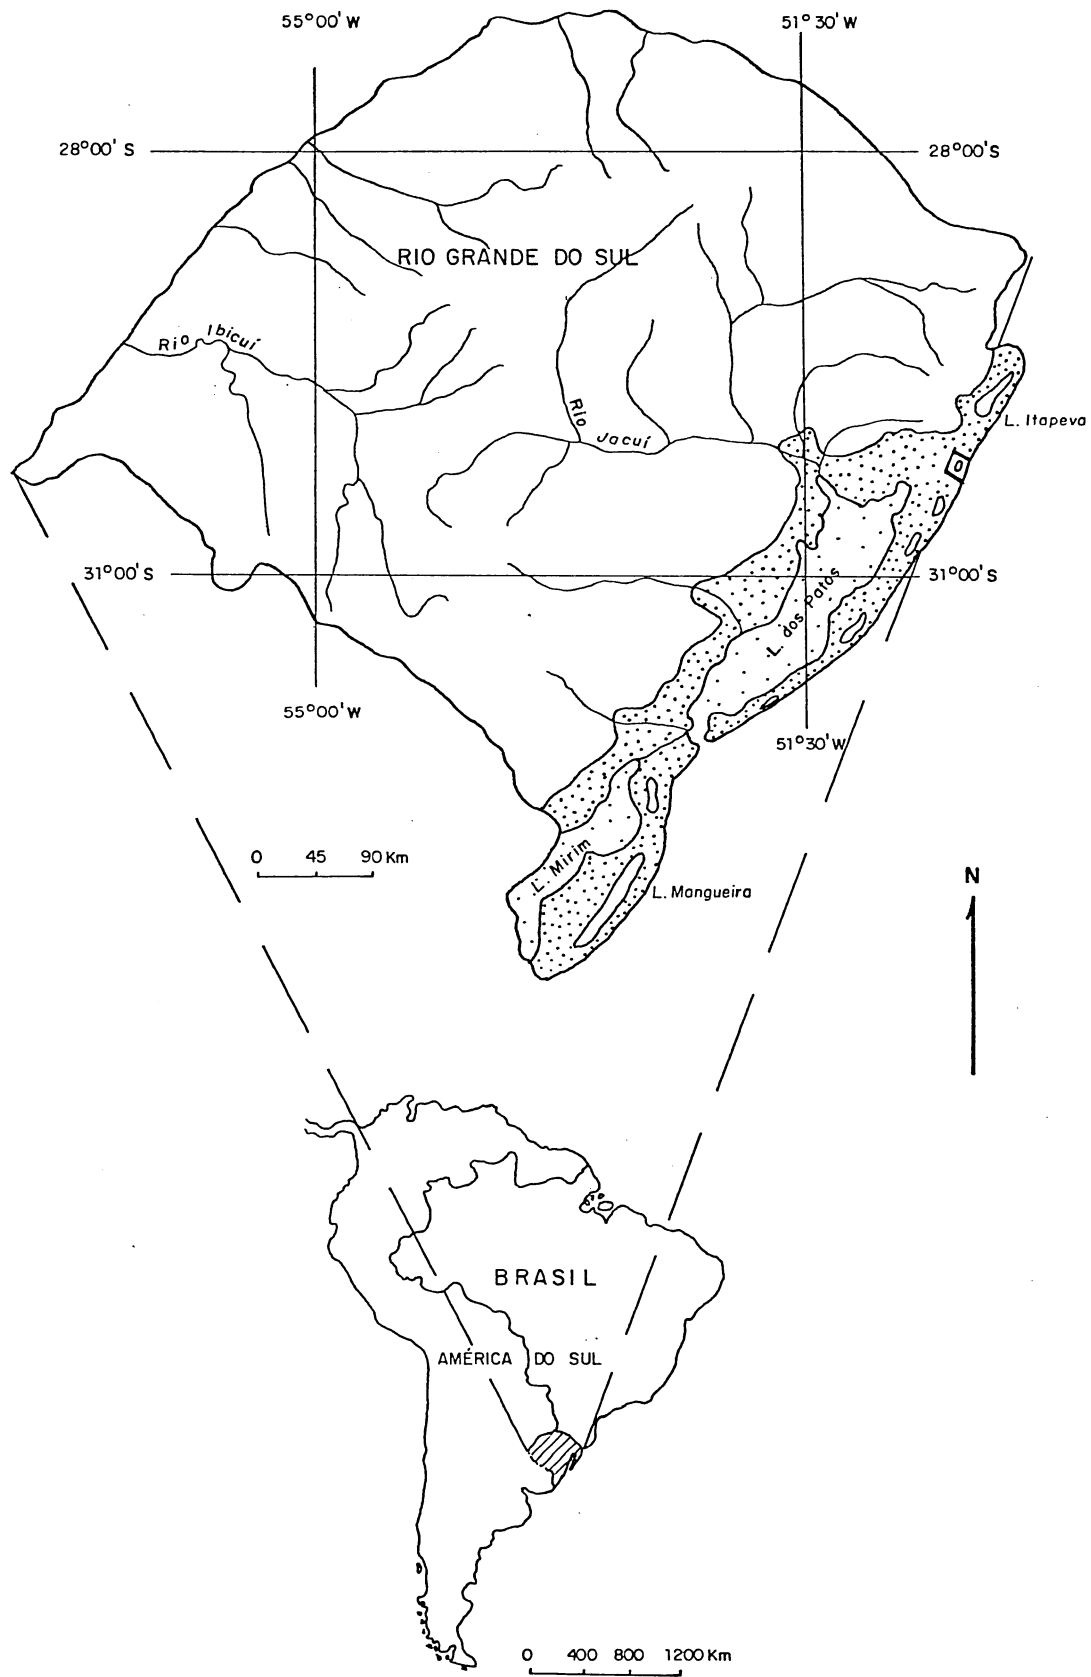 55°00' W
51°30' W
28°00' S
28°00'S
RIO GRANDE DO SUL
Rio Ibicuí
Rio Jacuí
L. Itapeva
31°00'S
31°00'S
L. dos Patos
55°00'W
51°30'W
0 45 90 Km
L. Mirim
L. Mangueira
N
BRASIL
AMÉRICA DO SUL
0 400 800 1200 Km